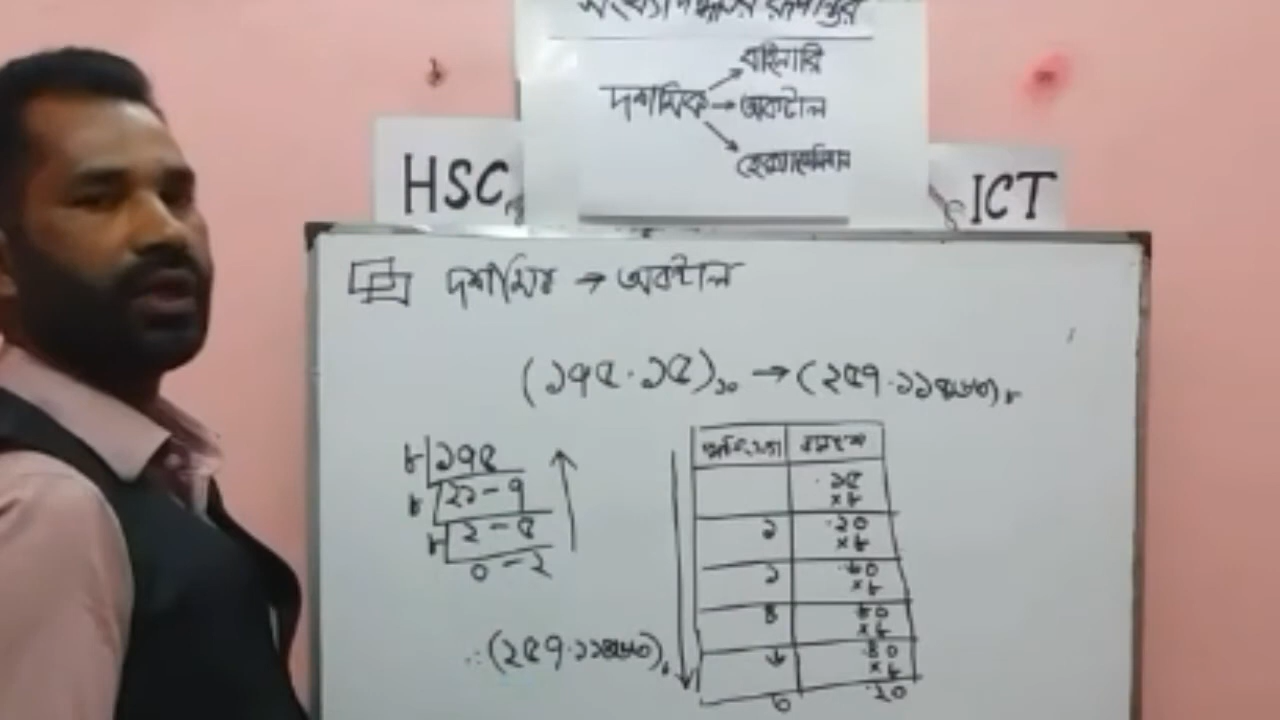 সংখ্যা পদ্ধতির রূপান্তর
বাইনারি
দশমিক → অকটাল
হেক্সাডেসিমাল
HSC
ICT
দশমিক → অকটাল
(১৭৫.১৫)১০ → (২৫৭.১১৪৬৩)৮
৮ ১৭৫
৮ ২১ - ৭
৮ ২ - ৫
০ - ২
∴ (২৫৭.১১৪৬৩)৮
পূর্ণসংখ্যা ভগ্নাংশ
.১৫
×৮
১ .২০
×৮
১ .৬০
×৮
৪ .৮০
×৮
৬ .৪০
×৮
৩ .২০